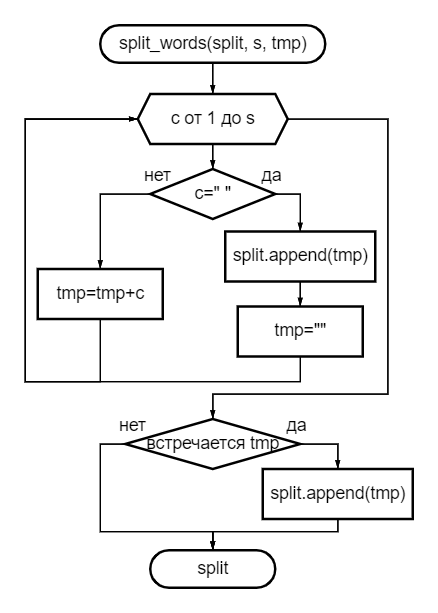 split_words(split, s, tmp)
с от 1 до s
нет
да
c=" "
split.append(tmp)
tmp=tmp+c
tmp=""
нет
да
встречается tmp
split.append(tmp)
split